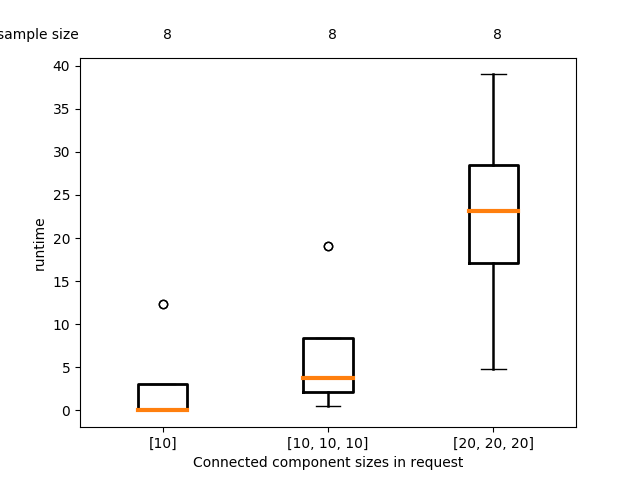 sample size 8 8 8
40
35
30
25
20
15
10
5
0
runtime
[10] [10, 10, 10] [20, 20, 20]
Connected component sizes in request